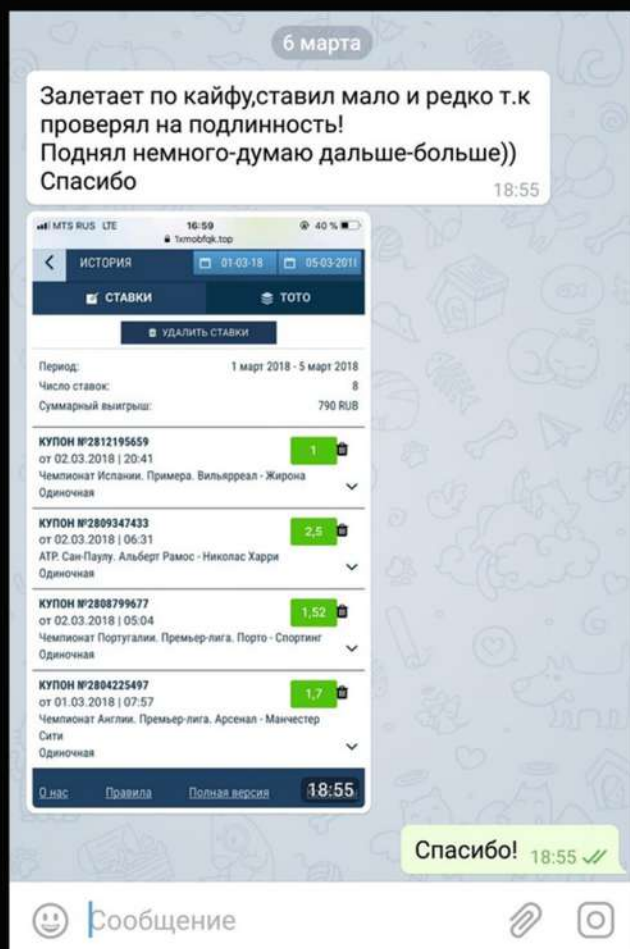 6 марта
Залетает по кайфу,ставил мало и редко т.к
проверял на подлинность!
Поднял немного-думаю дальше-больше))
Спасибо
18:55
MTS RUS LTE 16:59 40 %
1xmobfqk.top
ИСТОРИЯ 01-03-18 05-03-201
СТАВКИ ТОТО
УДАЛИТЬ СТАВКИ
Период: 1 март 2018 - 5 март 2018
Число ставок: 8
Суммарный выигрыш: 790 RUB
КУПОН №2812195659 1
от 02.03.2018 | 20:41
Чемпионат Испании. Примера. Вильярреал - Жирона
Одиночная
КУПОН №2809347433 2,5
от 02.03.2018 | 06:31
АТР. Сан-Паулу. Альберт Рамос - Николас Харри
Одиночная
КУПОН №2808799677 1,52
от 02.03.2018 | 05:04
Чемпионат Португалии. Премьер-лига. Порто - Спортинг
Одиночная
КУПОН №2804225497 1,7
от 01.03.2018 | 07:57
Чемпионат Англии. Премьер-лига. Арсенал - Манчестер
Сити
Одиночная
О нас Правила Полная версия 18:55
Спасибо! 18:55
Сообщение